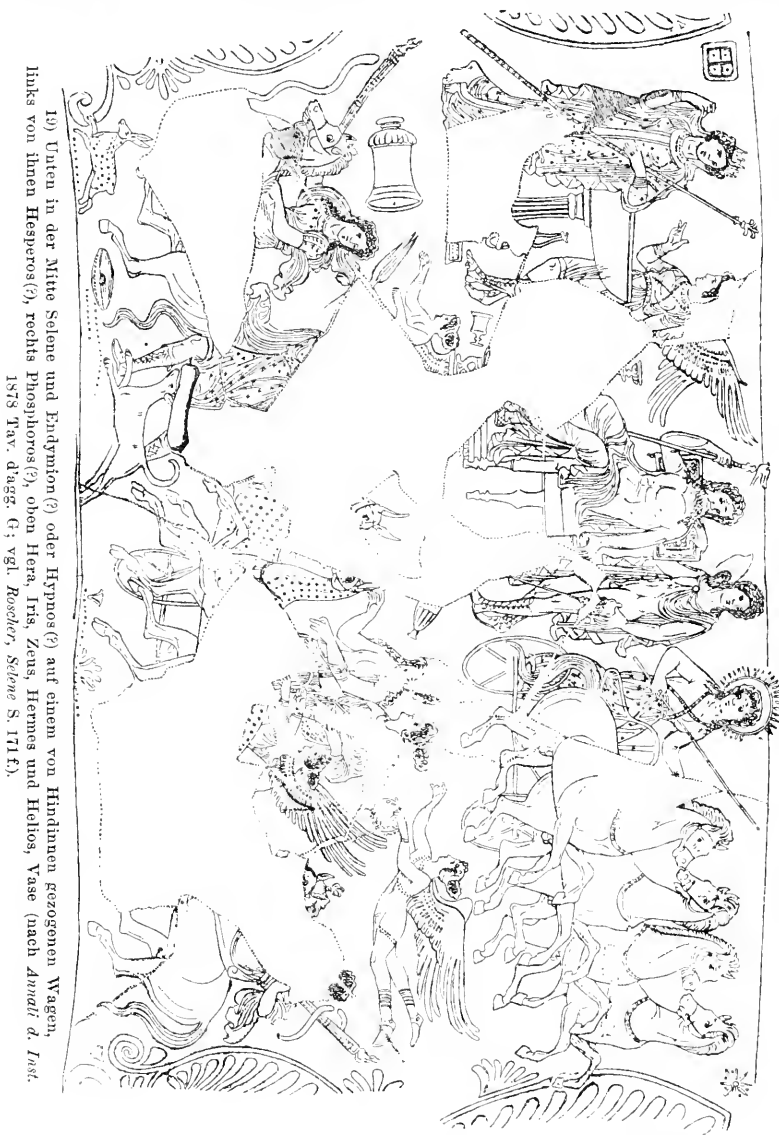 19) Unten in der Mitte Selene und Endymion(?) oder Hypnos(?) auf einem von Hindinnen gezogenen Wagen,
links von ihnen Hesperos(?), rechts Phosphoros(?), oben Hera, Iris, Zeus, Hermes und Helios, Vase (nach Annali d. Inst.
1878 Tav. d'agg. G; vgl. Roscher, Selene S. 171f.).